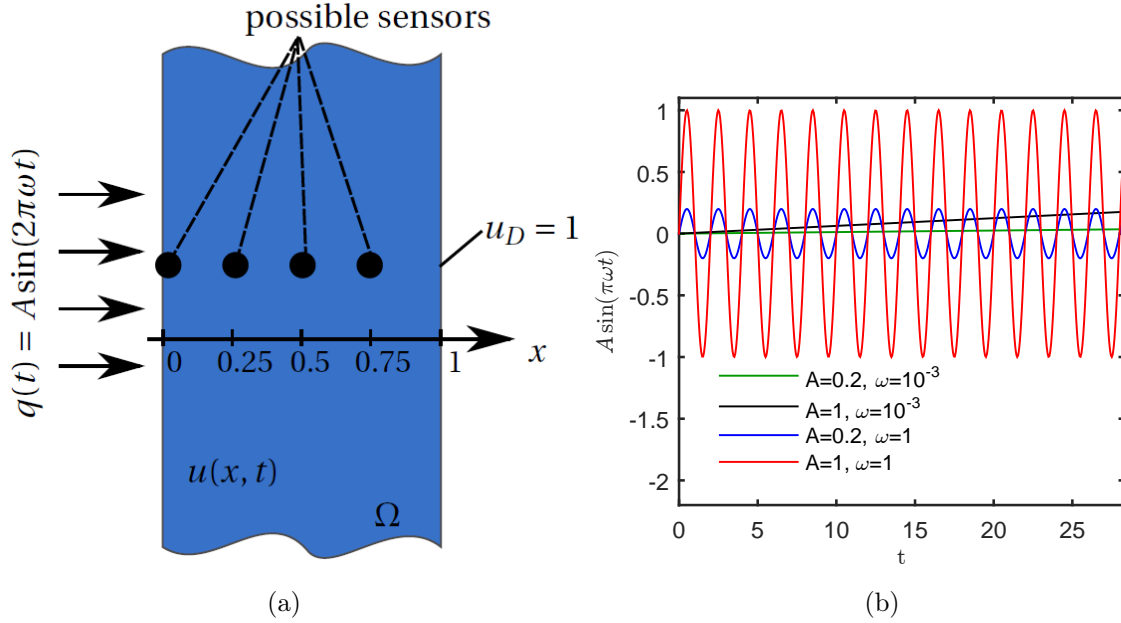 possible sensors
q(t) = A sin(2πωt)
u_D = 1
0 0.25 0.5 0.75 1 x
u(x, t)
Ω
(a)
A sin(πωt)
1
0.5
0
-0.5
-1
-1.5
-2
A=0.2, ω=10^-3
A=1, ω=10^-3
A=0.2, ω=1
A=1, ω=1
0 5 10 15 20 25
t
(b)